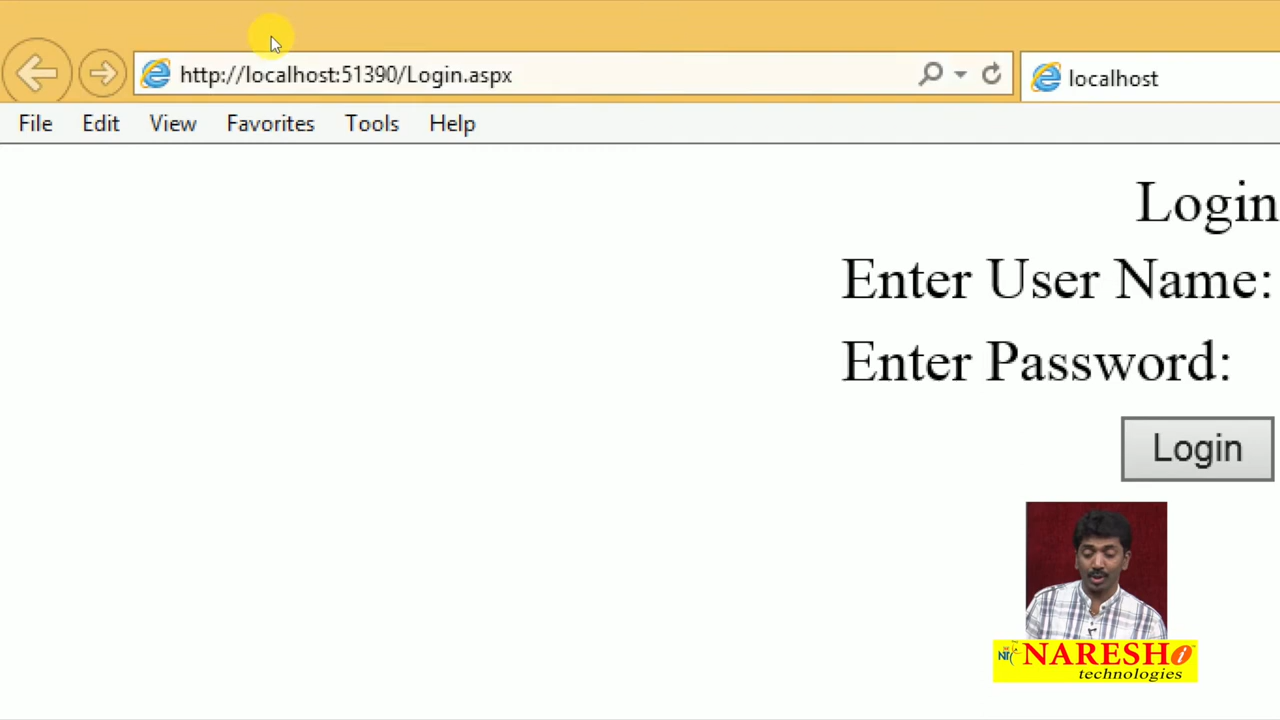 http://localhost:51390/Login.aspx
localhost
File Edit View Favorites Tools Help
Login
Enter User Name:
Enter Password:
Login
NARESH i
technologies